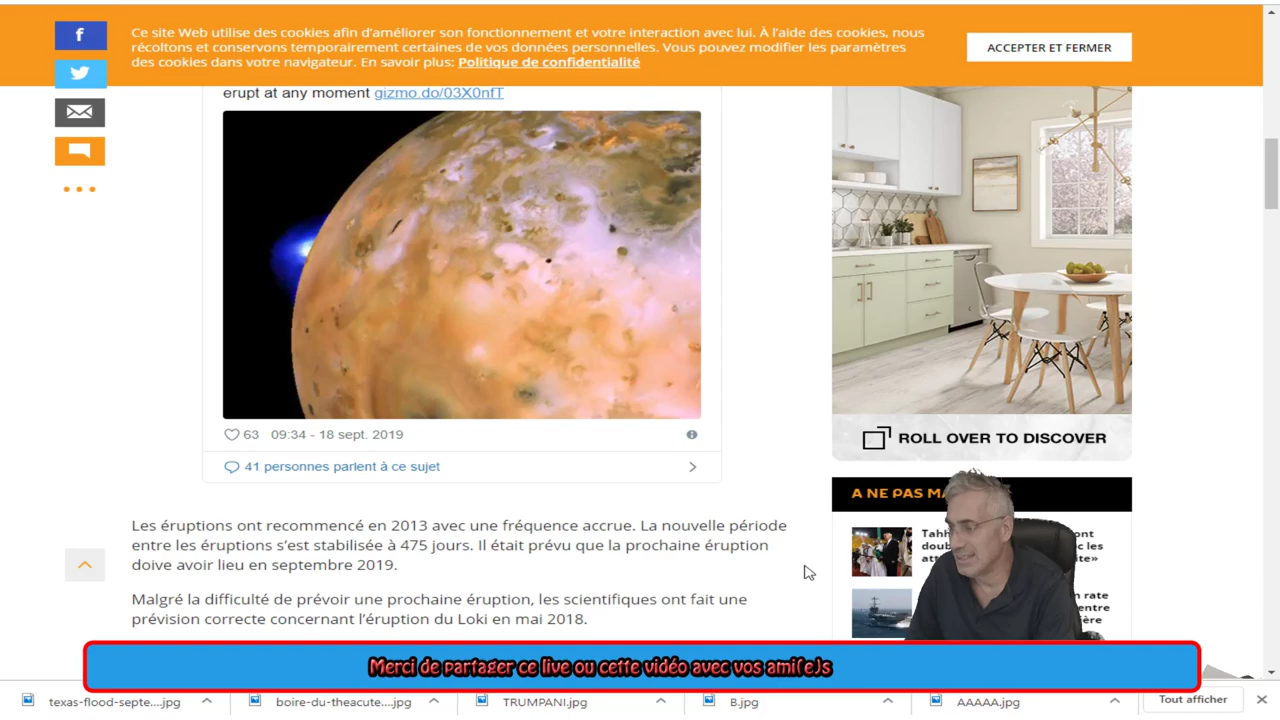 f
Ce site Web utilise des cookies afin d'améliorer son fonctionnement et votre interaction avec lui. À l'aide des cookies, nous
récoltons et conservons temporairement certaines de vos données personnelles. Vous pouvez modifier les paramètres
des cookies dans votre navigateur. En savoir plus: Politique de confidentialité
ACCEPTER ET FERMER
erupt at any moment gizmo.do/03X0nfT
63 09:34 - 18 sept. 2019
41 personnes parlent à ce sujet
ROLL OVER TO DISCOVER
A NE PAS
ont
doub
c les
ite»
Les éruptions ont recommencé en 2013 avec une fréquence accrue. La nouvelle période
entre les éruptions s'est stabilisée à 475 jours. Il était prévu que la prochaine éruption
doive avoir lieu en septembre 2019.
n rate
entre
ière
Malgré la difficulté de prévoir une prochaine éruption, les scientifiques ont fait une
prévision correcte concernant l'éruption du Loki en mai 2018.
Merci de partager ce live ou cette vidéo avec vos ami(e)s
texas-flood-septe....jpg
boire-du-theacute....jpg
TRUMPANI.jpg
B.jpg
AAAAA.jpg
Tout afficher